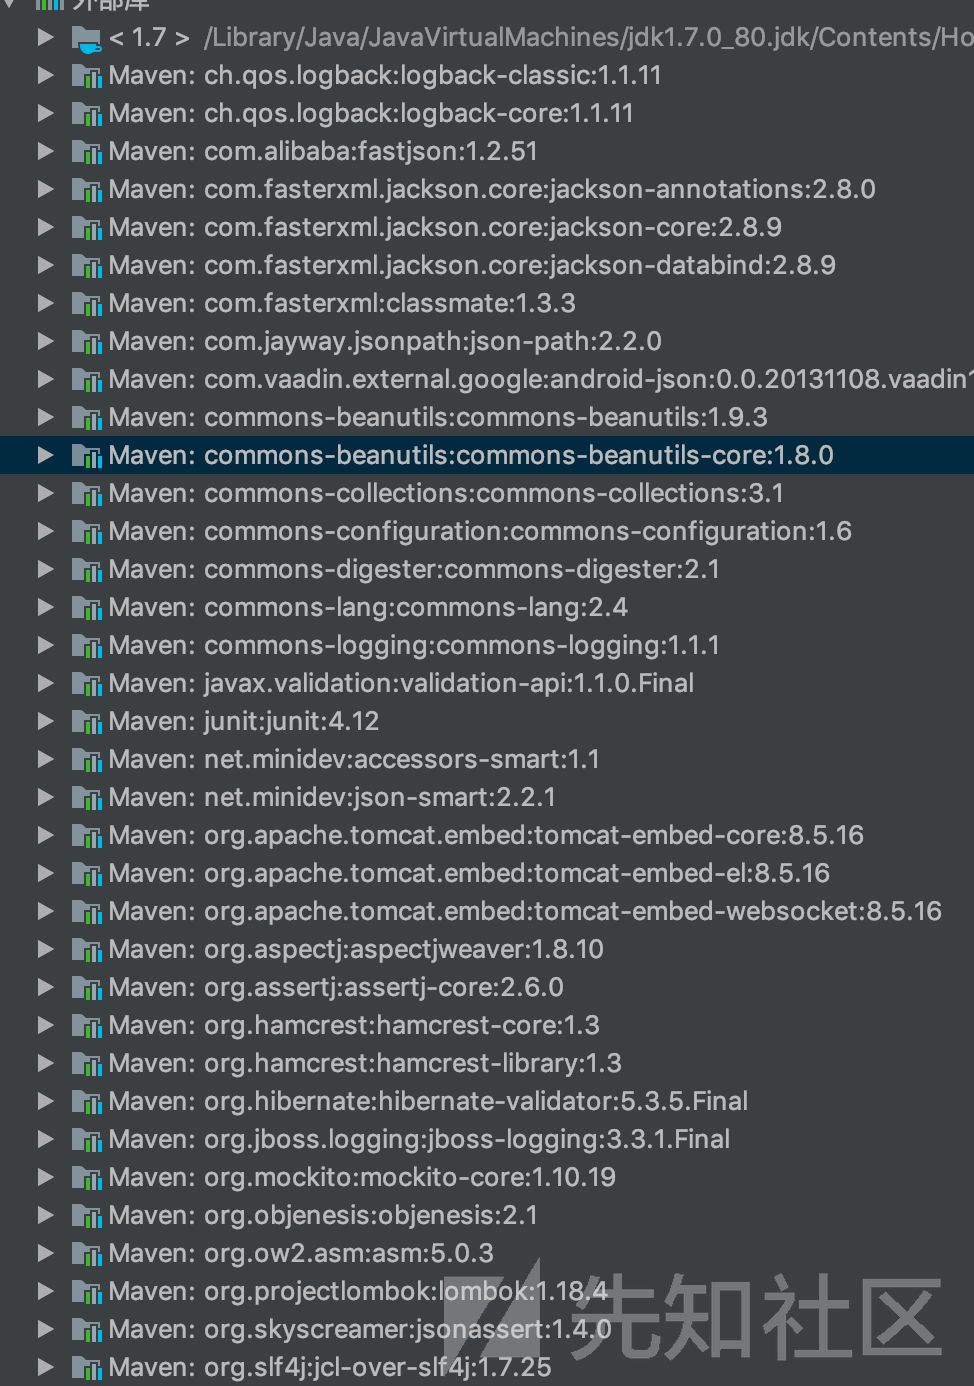 外部库
< 1.7 > /Library/Java/JavaVirtualMachines/jdk1.7.0_80.jdk/Contents/Ho
Maven: ch.qos.logback:logback-classic:1.1.11
Maven: ch.qos.logback:logback-core:1.1.11
Maven: com.alibaba:fastjson:1.2.51
Maven: com.fasterxml.jackson.core:jackson-annotations:2.8.0
Maven: com.fasterxml.jackson.core:jackson-core:2.8.9
Maven: com.fasterxml.jackson.core:jackson-databind:2.8.9
Maven: com.fasterxml:classmate:1.3.3
Maven: com.jayway.jsonpath:json-path:2.2.0
Maven: com.vaadin.external.google:android-json:0.0.20131108.vaadin1
Maven: commons-beanutils:commons-beanutils:1.9.3
Maven: commons-beanutils:commons-beanutils-core:1.8.0
Maven: commons-collections:commons-collections:3.1
Maven: commons-configuration:commons-configuration:1.6
Maven: commons-digester:commons-digester:2.1
Maven: commons-lang:commons-lang:2.4
Maven: commons-logging:commons-logging:1.1.1
Maven: javax.validation:validation-api:1.1.0.Final
Maven: junit:junit:4.12
Maven: net.minidev:accessors-smart:1.1
Maven: net.minidev:json-smart:2.2.1
Maven: org.apache.tomcat.embed:tomcat-embed-core:8.5.16
Maven: org.apache.tomcat.embed:tomcat-embed-el:8.5.16
Maven: org.apache.tomcat.embed:tomcat-embed-websocket:8.5.16
Maven: org.aspectj:aspectjweaver:1.8.10
Maven: org.assertj:assertj-core:2.6.0
Maven: org.hamcrest:hamcrest-core:1.3
Maven: org.hamcrest:hamcrest-library:1.3
Maven: org.hibernate:hibernate-validator:5.3.5.Final
Maven: org.jboss.logging:jboss-logging:3.3.1.Final
Maven: org.mockito:mockito-core:1.10.19
Maven: org.objenesis:objenesis:2.1
Maven: org.ow2.asm:asm:5.0.3
Maven: org.projectlombok:lombok:1.18.4
Maven: org.skyscreamer:jsonassert:1.4.0
Maven: org.slf4j:jcl-over-slf4j:1.7.25
先知社区